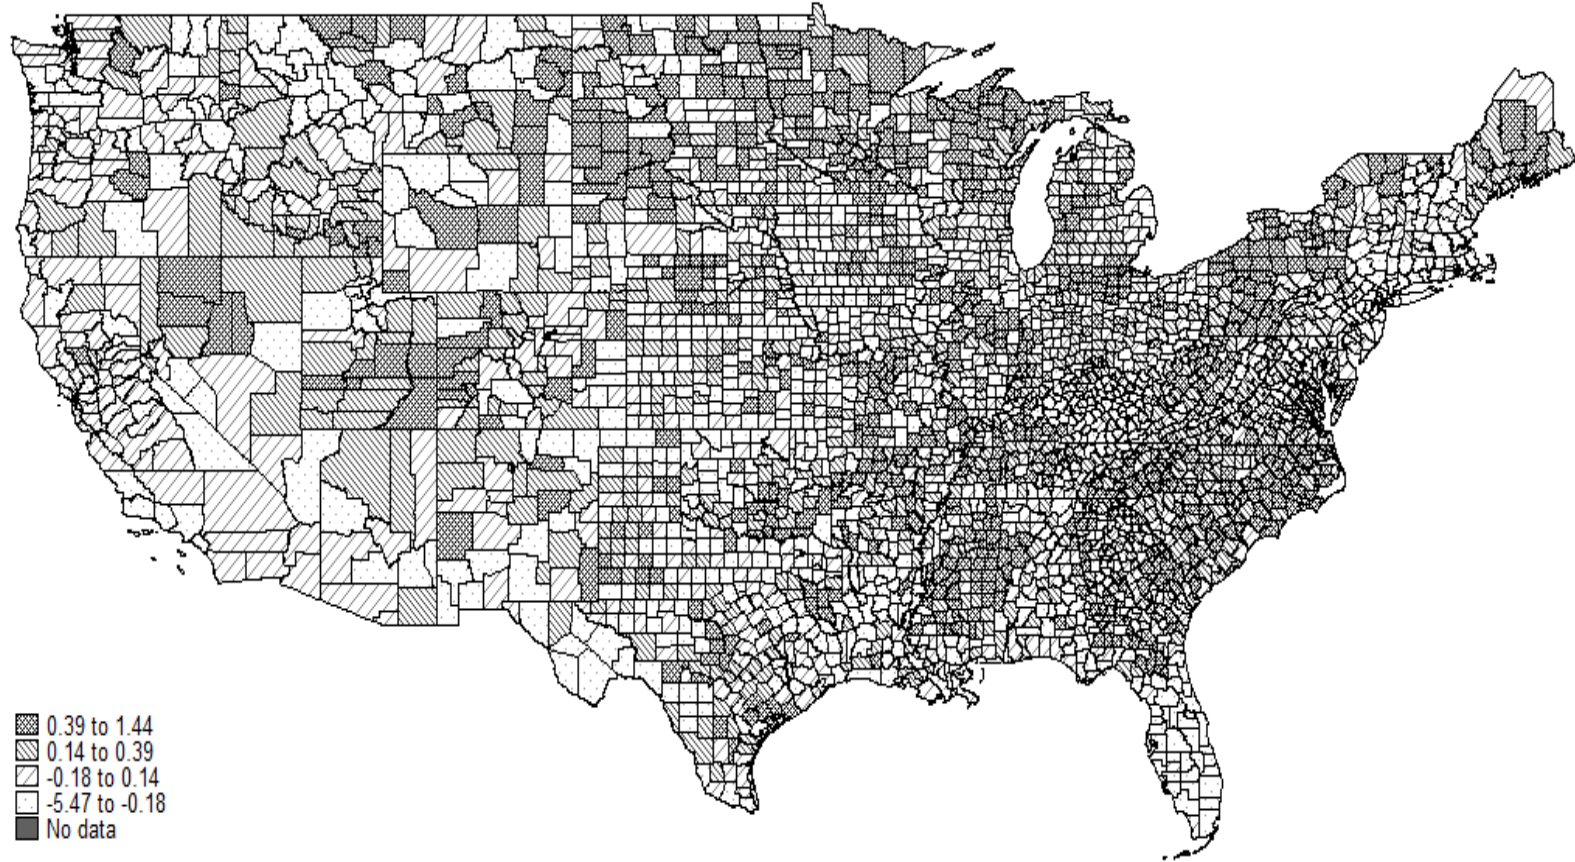 0.39 to 1.44
0.14 to 0.39
-0.18 to 0.14
-5.47 to -0.18
No data